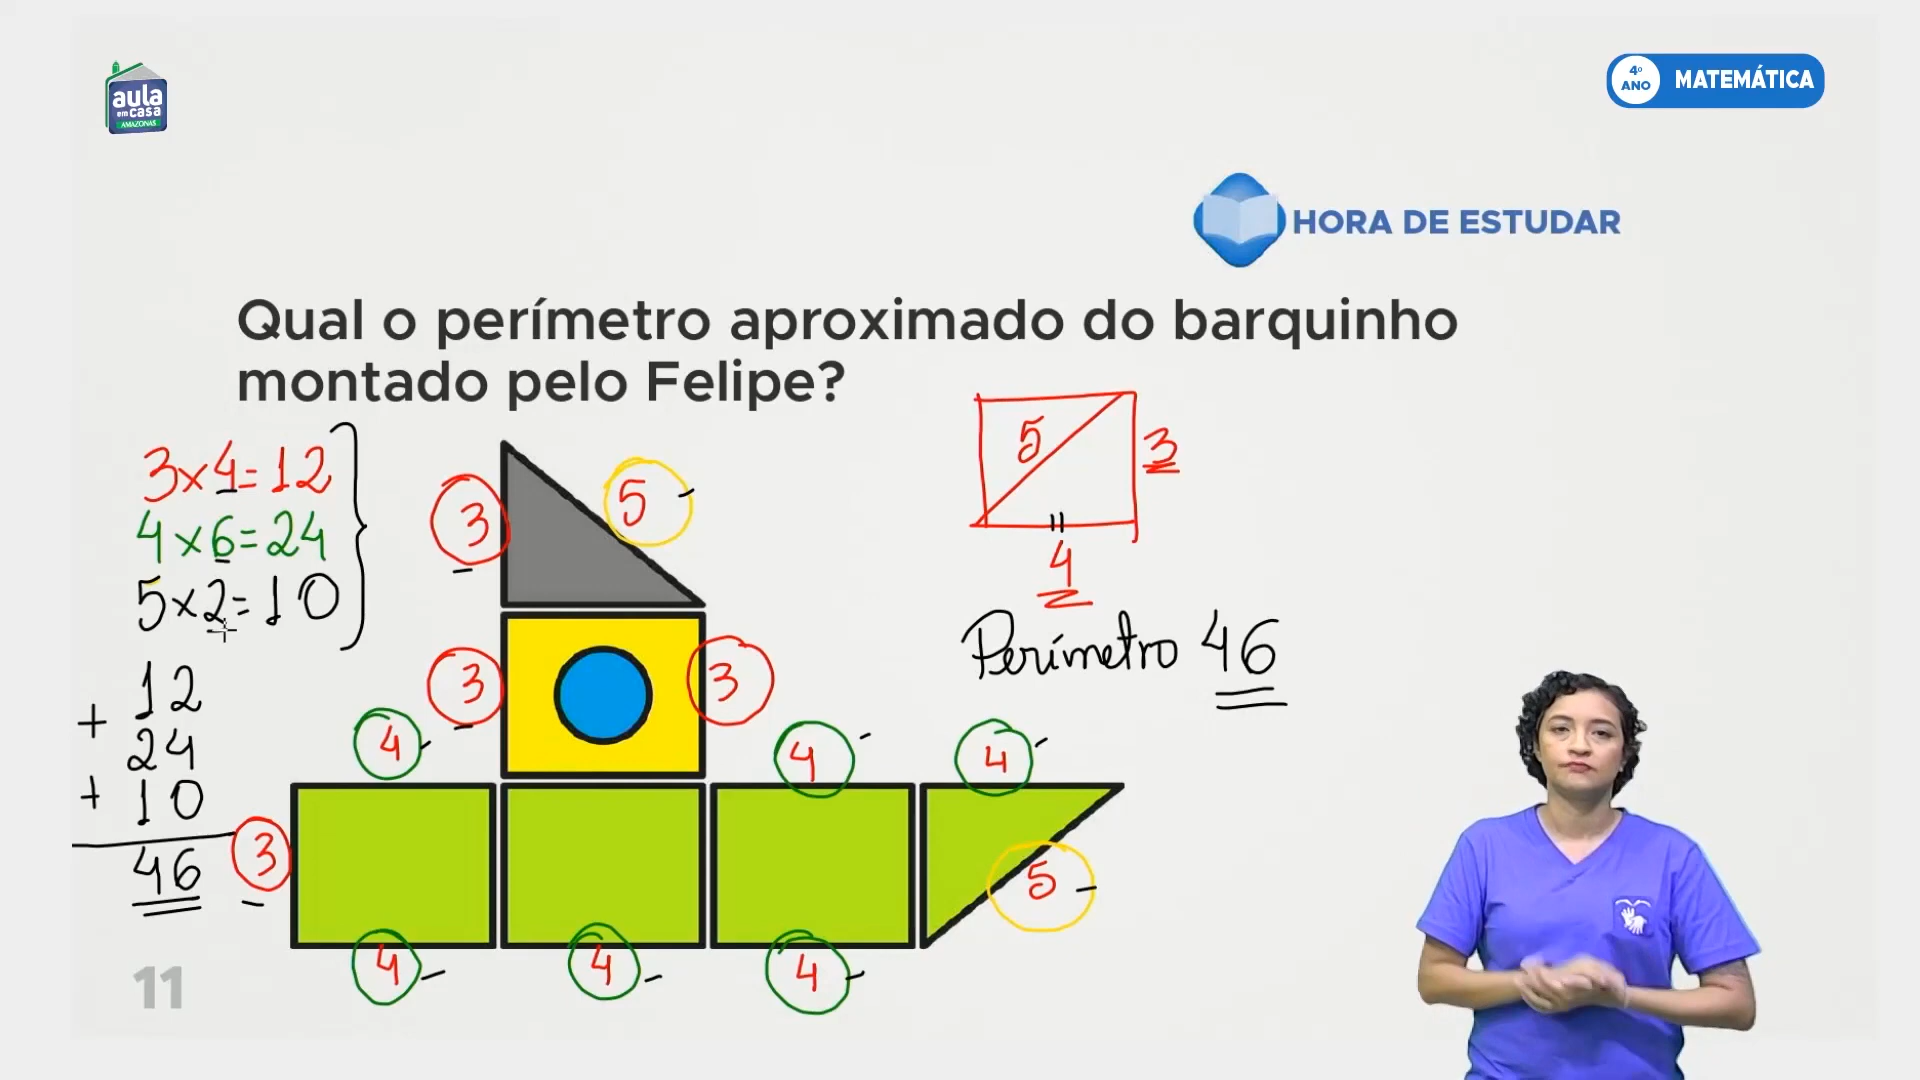 aula
em casa
AMAZONAS
4º
ANO
MATEMÁTICA
HORA DE ESTUDAR
Qual o perímetro aproximado do barquinho
montado pelo Felipe?
3x4=12
4x6=24
5x2=10
12
+
24
+ 10
46
3
5
3
3
4
4
4
3
5
4
4
4
5
3
4
Perímetro 46
11